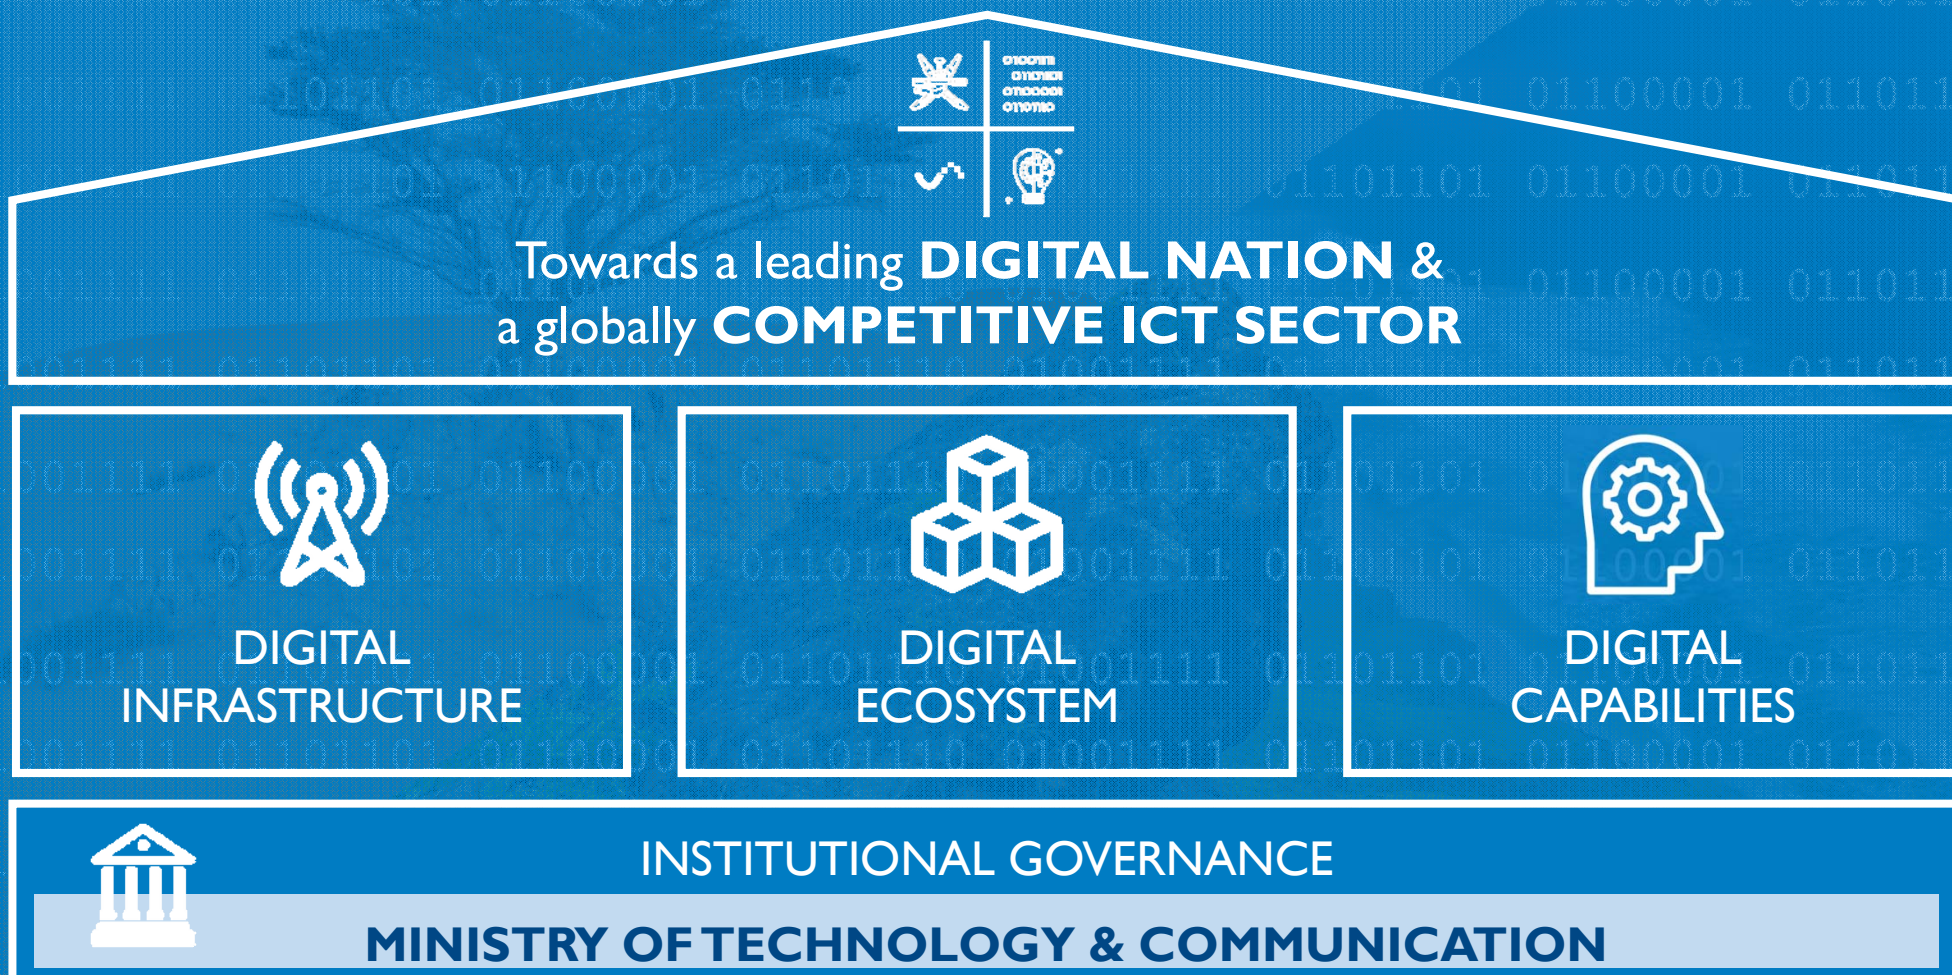 Towards a leading DIGITAL NATION &
a globally COMPETITIVE ICT SECTOR
DIGITAL
INFRASTRUCTURE
DIGITAL
ECOSYSTEM
DIGITAL
CAPABILITIES
INSTITUTIONAL GOVERNANCE
MINISTRY OF TECHNOLOGY & COMMUNICATION